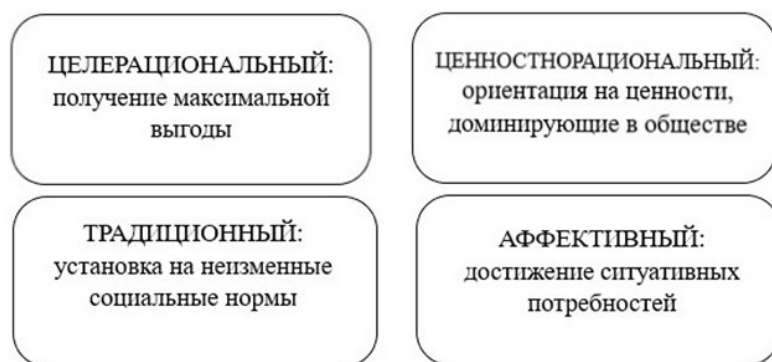 ЦЕЛЕРАЦИОНАЛЬНЫЙ:
получение максимальной
выгоды
ЦЕННОСТНОРАЦИОНАЛЬНЫЙ:
ориентация на ценности,
доминирующие в обществе
ТРАДИЦИОННЫЙ:
установка на неизменные
социальные нормы
АФФЕКТИВНЫЙ:
достижение ситуативных
потребностей